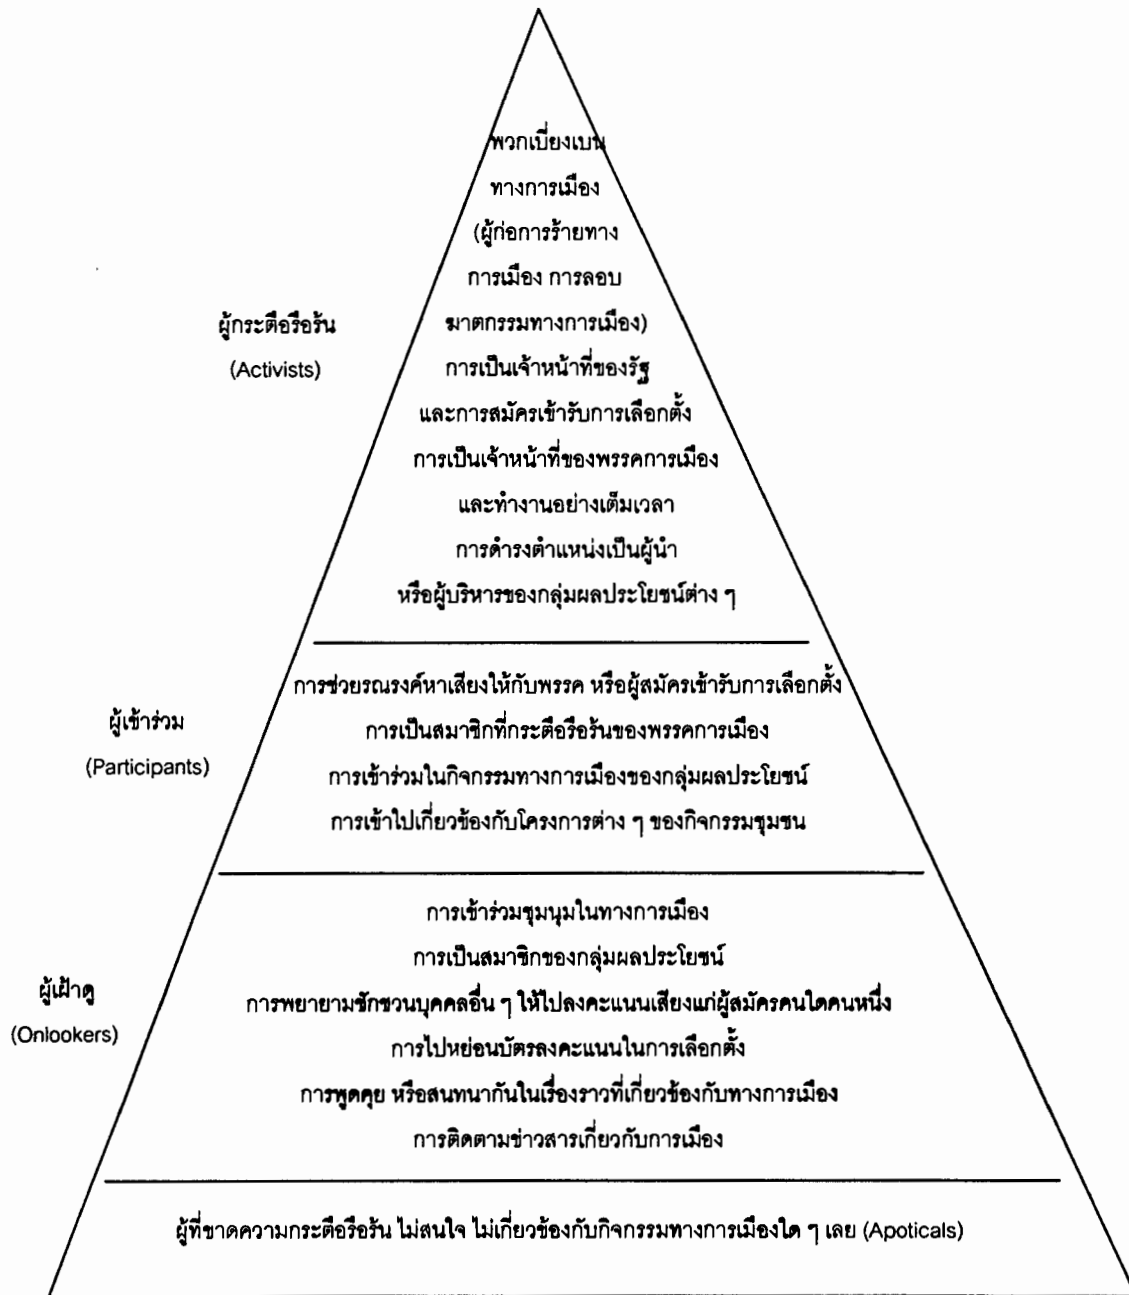 พวกเบี่ยงเบน
ทางการเมือง
(ผู้ก่อการร้ายทาง
การเมือง การลอบ
ฆาตกรรมทางการเมือง)
การเป็นเจ้าหน้าที่ของรัฐ
และการสมัครเข้ารับการเลือกตั้ง
การเป็นเจ้าหน้าที่ของพรรคการเมือง
และทำงานอย่างเต็มเวลา
การดำรงตำแหน่งเป็นผู้นำ
หรือผู้บริหารของกลุ่มผลประโยชน์ต่าง ๆ
ผู้กระตือรือร้น
(Activists)
การช่วยรณรงค์หาเสียงให้กับพรรค หรือผู้สมัครเข้ารับการเลือกตั้ง
การเป็นสมาชิกที่กระตือรือร้นของพรรคการเมือง
การเข้าร่วมในกิจกรรมทางการเมืองของกลุ่มผลประโยชน์
การเข้าไปเกี่ยวข้องกับโครงการต่าง ๆ ของกิจกรรมชุมชน
ผู้เข้าร่วม
(Participants)
การเข้าร่วมชุมนุมในทางการเมือง
การเป็นสมาชิกของกลุ่มผลประโยชน์
การพยายามชักชวนบุคคลอื่น ๆ ให้ไปลงคะแนนเสียงแก่ผู้สมัครคนใดคนหนึ่ง
การไปหย่อนบัตรลงคะแนนในการเลือกตั้ง
การพูดคุย หรือสนทนากันในเรื่องราวที่เกี่ยวข้องกับทางการเมือง
การติดตามข่าวสารเกี่ยวกับการเมือง
ผู้เฝ้าดู
(Onlookers)
ผู้ที่ขาดความกระตือรือร้น ไม่สนใจ ไม่เกี่ยวข้องกับกิจกรรมทางการเมืองใด ๆ เลย (Apoticals)